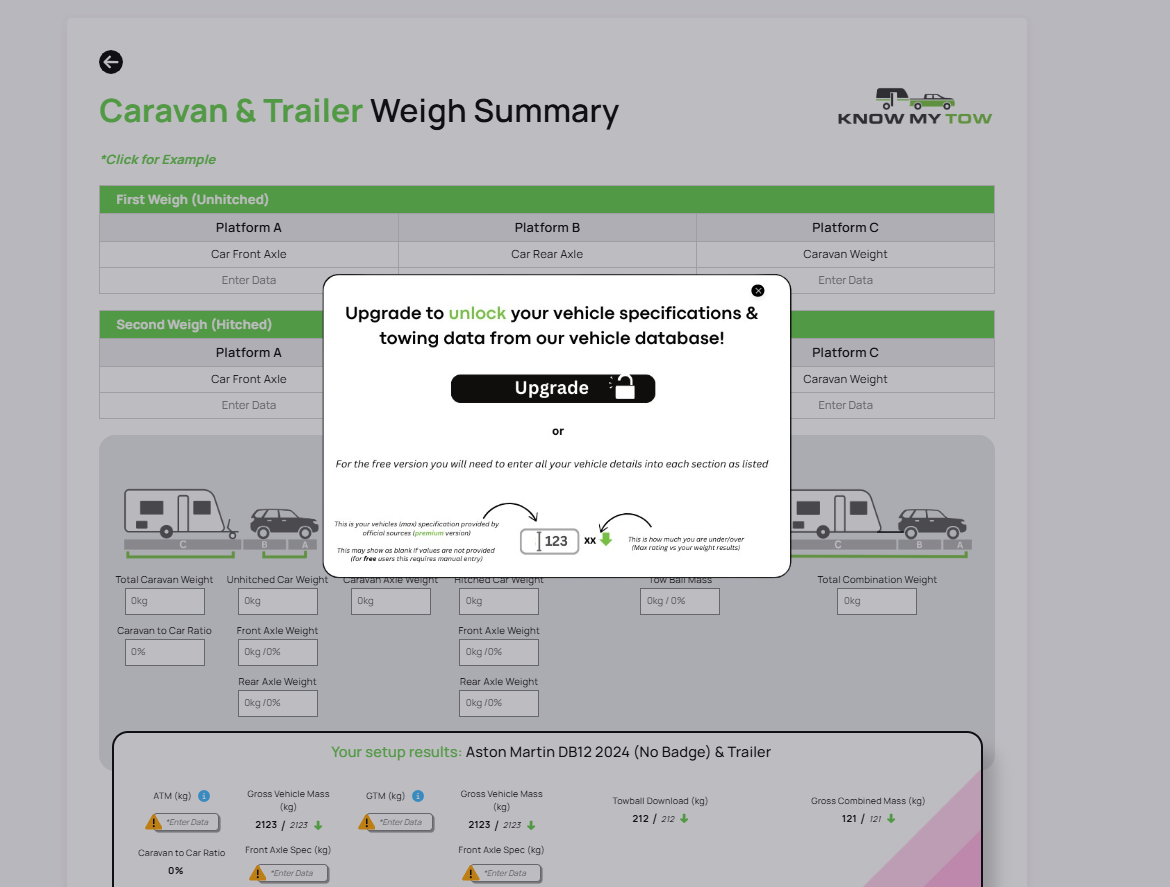 Caravan & Trailer Weigh Summary
KNOW MY TOW
*Click for Example
First Weigh (Unhitched)
Platform A Platform B Platform C
Car Front Axle Car Rear Axle Caravan Weight
Enter Data Enter Data
Second Weigh (Hitched)
Platform A Platform C
Car Front Axle Caravan Weight
Enter Data Enter Data
Upgrade to unlock your vehicle specifications &
towing data from our vehicle database!
Upgrade
or
For the free version you will need to enter all your vehicle details into each section as listed
This is your vehicles (max) specification provided by
official sources (premium version)
This may show as blank if values are not provided
(for free users this requires manual entry)
123 xx
This is how much you are under/over
(Max rating vs your weight results)
C B A C B A
Total Caravan Weight Unhitched Car Weight Caravan Axle Weight Hitched Car Weight Tow Ball Mass Total Combination Weight
0kg 0kg 0kg 0kg 0kg / 0% 0kg
Caravan to Car Ratio Front Axle Weight Front Axle Weight
0% 0kg /0% 0kg /0%
Rear Axle Weight Rear Axle Weight
0kg /0% 0kg /0%
Your setup results: Aston Martin DB12 2024 (No Badge) & Trailer
ATM (kg) i Gross Vehicle Mass (kg) GTM (kg) i Gross Vehicle Mass (kg) Towball Download (kg) Gross Combined Mass (kg)
*Enter Data 2123 / 2123 *Enter Data 2123 / 2123 212 / 212 121 / 121
Caravan to Car Ratio Front Axle Spec (kg) Front Axle Spec (kg)
0% *Enter Data *Enter Data